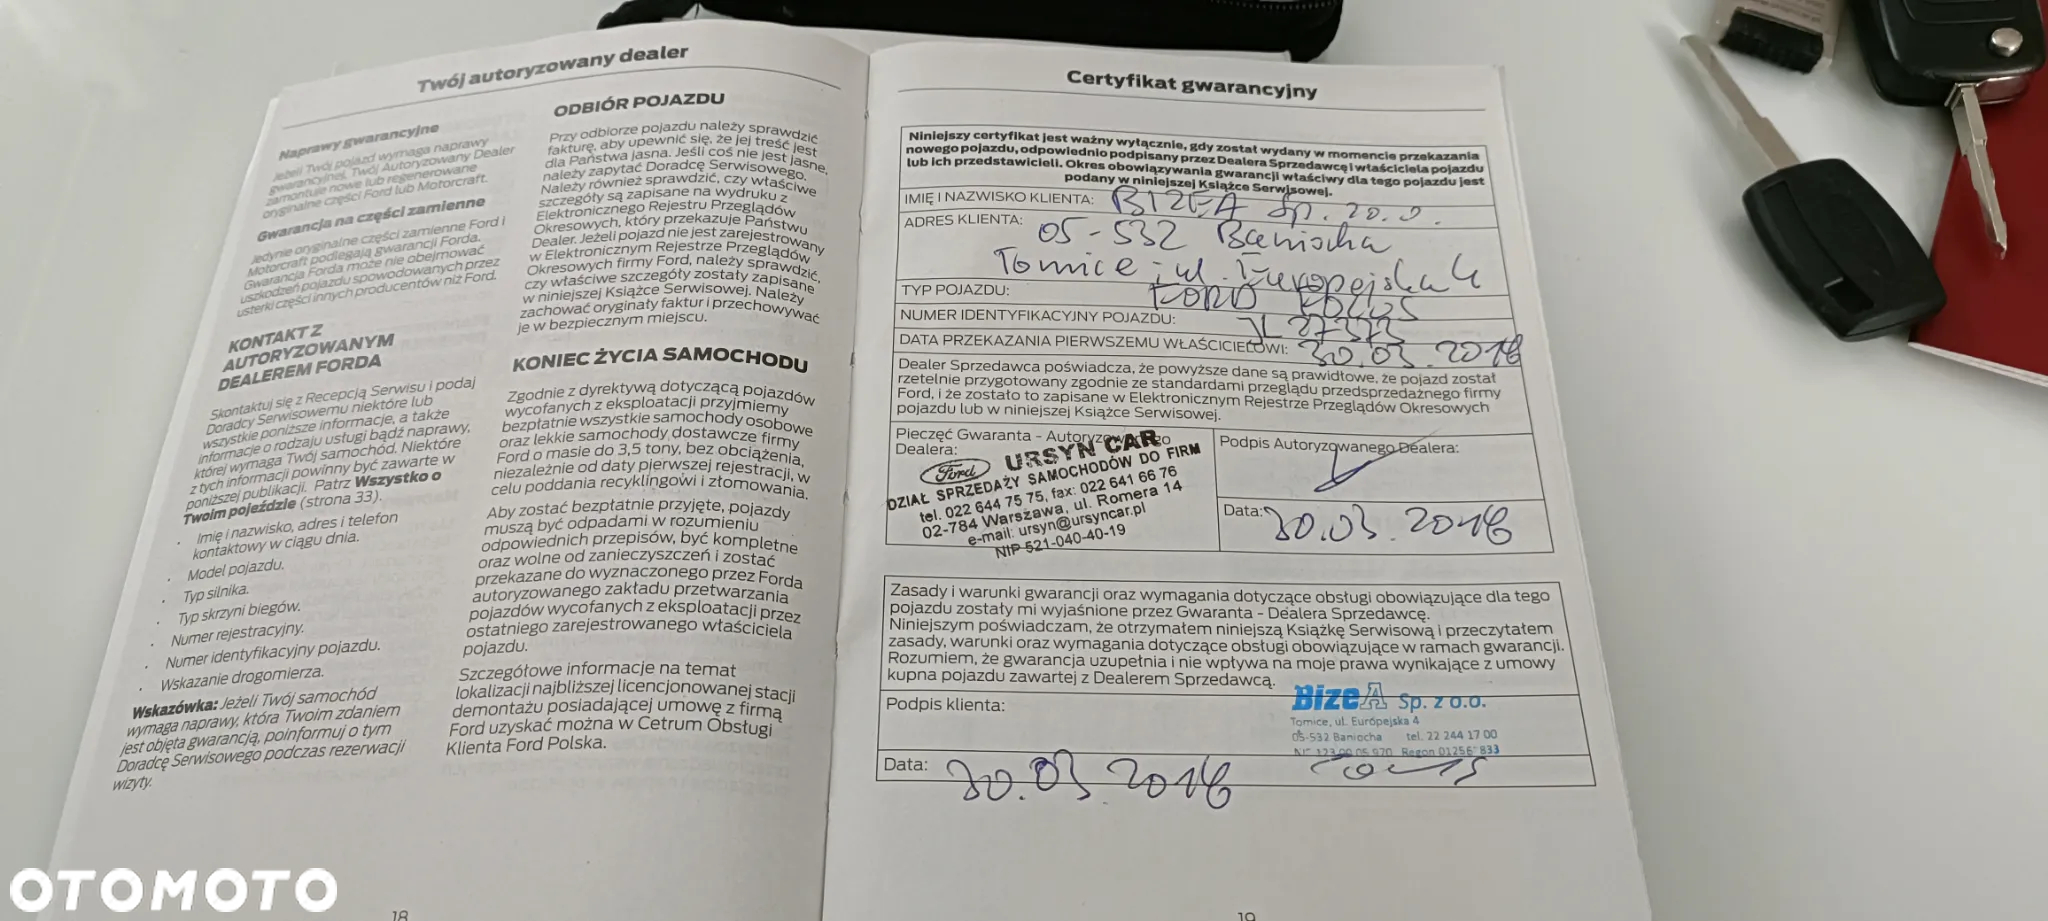 Twój autoryzowany dealer
Naprawy gwarancyjne
Jeżeli Twój pojazd wymaga naprawy
gwarancyjnej, Twój Autoryzowany Dealer
zamontuje nowe lub regenerowane
oryginalne części Ford lub Motorcraft.
Gwarancja na części zamienne
Jedynie oryginalne części zamienne Ford i
Motorcraft podlegają gwarancji Forda.
Gwarancja Forda może nie obejmować
uszkodzeń pojazdu spowodowanych przez
usterki części innych producentów niż Ford.
KONTAKT Z
AUTORYZOWANYM
DEALEREM FORDA
Skontaktuj się z Recepcją Serwisu i podaj
Doradcy Serwisowemu niektóre lub
wszystkie poniższe informacje, a także
informacje o rodzaju usługi bądź naprawy,
której wymaga Twój samochód. Niektóre
z tych informacji powinny być zawarte w
poniższej publikacji. Patrz Wszystko o
Twoim pojeździe (strona 33).
· Imię i nazwisko, adres i telefon
kontaktowy w ciągu dnia.
· Model pojazdu.
· Typ silnika.
· Typ skrzyni biegów.
· Numer rejestracyjny.
· Numer identyfikacyjny pojazdu.
· Wskazanie drogomierza.
Wskazówka: Jeżeli Twój samochód
wymaga naprawy, która Twoim zdaniem
jest objęta gwarancją, poinformuj o tym
Doradcę Serwisowego podczas rezerwacji
wizyty.
ODBIÓR POJAZDU
Przy odbiorze pojazdu należy sprawdzić
fakturę, aby upewnić się, że jej treść jest
dla Państwa jasna. Jeśli coś nie jest jasne,
należy zapytać Doradcę Serwisowego.
Należy również sprawdzić, czy właściwe
szczegóły są zapisane na wydruku z
Elektronicznego Rejestru Przeglądów
Okresowych, który przekazuje Państwu
Dealer. Jeżeli pojazd nie jest zarejestrowany
w Elektronicznym Rejestrze Przeglądów
Okresowych firmy Ford, należy sprawdzić,
czy właściwe szczegóły zostały zapisane
w niniejszej Książce Serwisowej. Należy
zachować oryginały faktur i przechowywać
je w bezpiecznym miejscu.
KONIEC ŻYCIA SAMOCHODU
Zgodnie z dyrektywą dotyczącą pojazdów
wycofanych z eksploatacji przyjmiemy
bezpłatnie wszystkie samochody osobowe
oraz lekkie samochody dostawcze firmy
Ford o masie do 3,5 tony, bez obciążenia,
niezależnie od daty pierwszej rejestracji, w
celu poddania recyklingowi i złomowania.
Aby zostać bezpłatnie przyjęte, pojazdy
muszą być odpadami w rozumieniu
odpowiednich przepisów, być kompletne
oraz wolne od zanieczyszczeń i zostać
przekazane do wyznaczonego przez Forda
autoryzowanego zakładu przetwarzania
pojazdów wycofanych z eksploatacji przez
ostatniego zarejestrowanego właściciela
pojazdu.
Szczegółowe informacje na temat
lokalizacji najbliższej licencjonowanej stacji
demontażu posiadającej umowę z firmą
Ford uzyskać można w Cetrum Obsługi
Klienta Ford Polska.
18
Certyfikat gwarancyjny
Niniejszy certyfikat jest ważny wyłącznie, gdy został wydany w momencie przekazania
nowego pojazdu, odpowiednio podpisany przez Dealera Sprzedawcę i właściciela pojazdu
lub ich przedstawicieli. Okres obowiązywania gwarancji właściwy dla tego pojazdu jest
podany w niniejszej Książce Serwisowej.
IMIĘ I NAZWISKO KLIENTA: BIZEA Sp. z o.o.
ADRES KLIENTA: 05-532 Baniocha
Tomice, ul. Europejska 4
TYP POJAZDU: FORD FOCUS
NUMER IDENTYFIKACYJNY POJAZDU: JL 27373
DATA PRZEKAZANIA PIERWSZEMU WŁAŚCICIELOWI: 30.03.2018
Dealer Sprzedawca poświadcza, że powyższe dane są prawidłowe, że pojazd został
rzetelnie przygotowany zgodnie ze standardami przeglądu przedsprzedażnego firmy
Ford, i że zostało to zapisane w Elektronicznym Rejestrze Przeglądów Okresowych
pojazdu lub w niniejszej Książce Serwisowej.
Pieczęć Gwaranta - Autoryzowanego
Dealera:
Ford URSYN CAR
DZIAŁ SPRZEDAŻY SAMOCHODÓW DO FIRM
tel. 022 644 75 75, fax: 022 641 66 76
02-784 Warszawa, ul. Romera 14
e-mail: ursyn@ursyncar.pl
NIP 521-040-40-19
Podpis Autoryzowanego Dealera:
Data: 30.03.2018
Zasady i warunki gwarancji oraz wymagania dotyczące obsługi obowiązujące dla tego
pojazdu zostały mi wyjaśnione przez Gwaranta - Dealera Sprzedawcę.
Niniejszym poświadczam, że otrzymałem niniejszą Książkę Serwisową i przeczytałem
zasady, warunki oraz wymagania dotyczące obsługi obowiązujące w ramach gwarancji.
Rozumiem, że gwarancja uzupełnia i nie wpływa na moje prawa wynikające z umowy
kupna pojazdu zawartej z Dealerem Sprzedawcą.
Podpis klienta:
BizeA Sp. z o.o.
Tomice, ul. Europejska 4
05-532 Baniocha tel. 22 244 17 00
Data: 30.03.2018
19
OTOMOTO